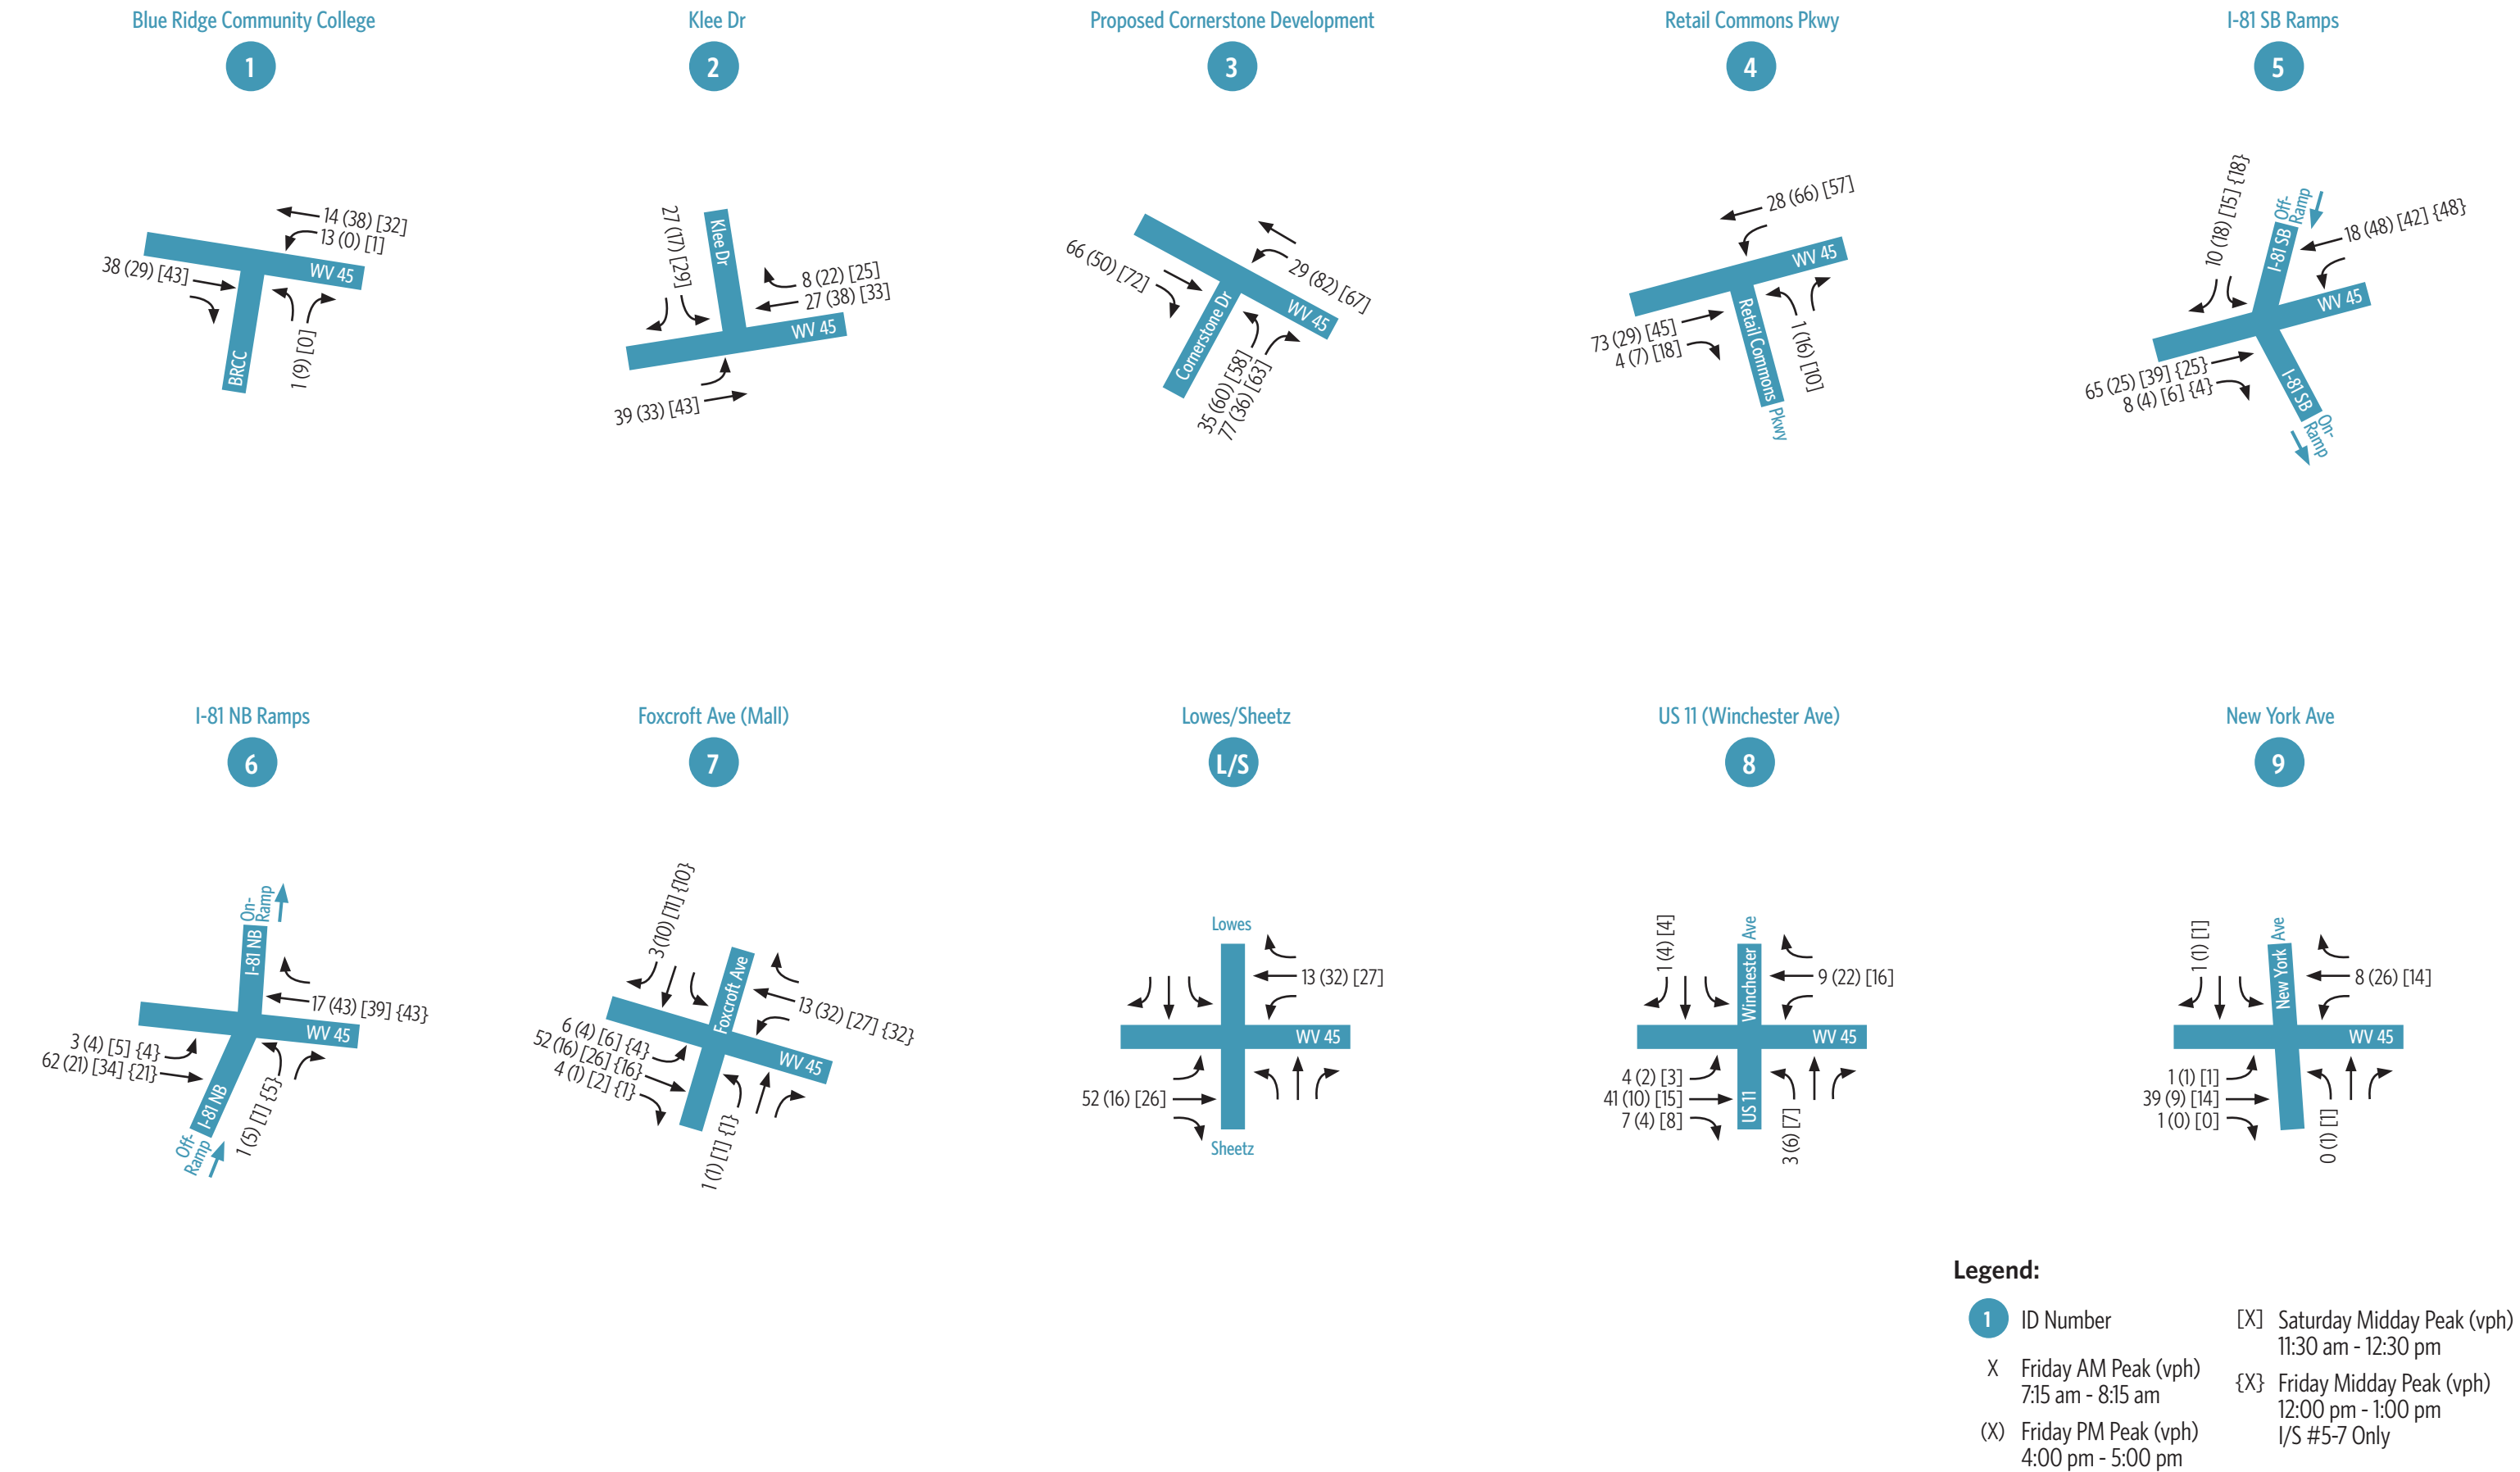 Blue Ridge Community College
1
14 (38) [32]
13 (0) [1]
38 (29) [43]
WV 45
BRCC
1 (9) [0]
Klee Dr
2
27 (17) [29]
Klee Dr
8 (22) [25]
27 (38) [33]
WV 45
39 (33) [43]
Proposed Cornerstone Development
3
66 (50) [72]
29 (82) [67]
WV 45
Cornerstone Dr
35 (60) [58]
77 (36) [63]
Retail Commons Pkwy
4
28 (66) [57]
WV 45
73 (29) [45]
4 (7) [18]
Retail Commons Pkwy
1 (16) [10]
I-81 SB Ramps
5
10 (18) [15] {18}
I-81 SB Off-
Ramp
18 (48) [42] {48}
WV 45
65 (25) [39] {25}
8 (4) [6] {4}
I-81 SB On-
Ramp
I-81 NB Ramps
6
I-81 NB On-
Ramp
17 (43) [39] {43}
WV 45
3 (4) [5] {4}
62 (21) [34] {21}
I-81 NB
Off-
Ramp
1 (5) [1] {5}
Foxcroft Ave (Mall)
7
3 (10) [11] {10}
Foxcroft Ave
13 (32) [27] {32}
6 (4) [6] {4}
52 (16) [26] {16}
4 (1) [2] {1}
WV 45
1 (1) [1] {1}
Lowes/Sheetz
L/S
Lowes
13 (32) [27]
WV 45
52 (16) [26]
Sheetz
US 11 (Winchester Ave)
8
1 (4) [4]
Winchester Ave
9 (22) [16]
WV 45
4 (2) [3]
41 (10) [15]
7 (4) [8]
US 11
3 (6) [7]
New York Ave
9
1 (1) [1]
New York Ave
8 (26) [14]
WV 45
1 (1) [1]
39 (9) [14]
1 (0) [0]
0 (1) [1]
Legend:
1 ID Number
X Friday AM Peak (vph)
7:15 am - 8:15 am
(X) Friday PM Peak (vph)
4:00 pm - 5:00 pm
[X] Saturday Midday Peak (vph)
11:30 am - 12:30 pm
{X} Friday Midday Peak (vph)
12:00 pm - 1:00 pm
I/S #5-7 Only